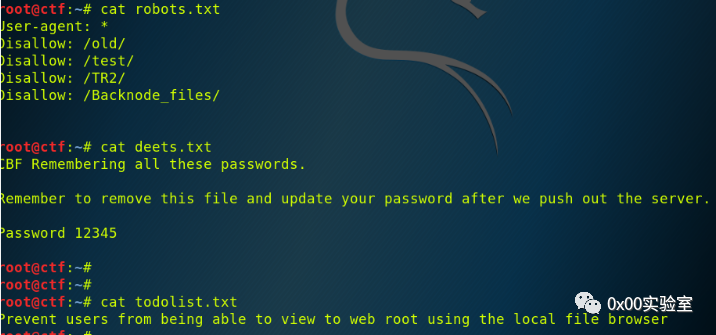 root@ctf:~# cat robots.txt
User-agent: *
Disallow: /old/
Disallow: /test/
Disallow: /TR2/
Disallow: /Backnode_files/
root@ctf:~# cat deets.txt
CBF Remembering all these passwords.
Remember to remove this file and update your password after we push out the server.
Password 12345
root@ctf:~#
root@ctf:~#
root@ctf:~# cat todolist.txt
Prevent users from being able to view to web root using the local file browser
root@ctf:~#
0x00实验室